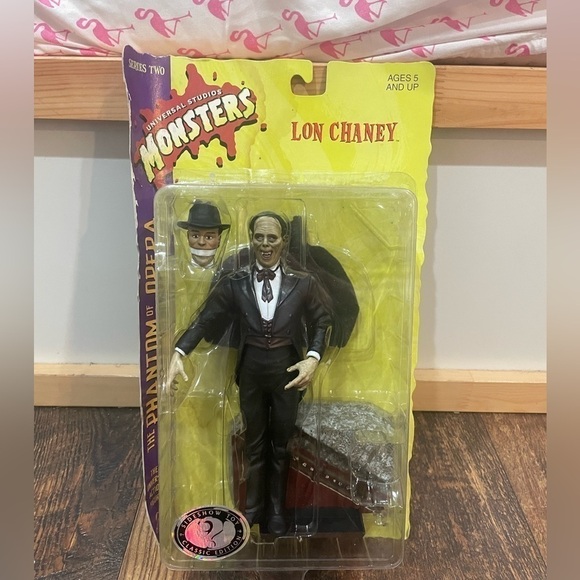 SERIES TWO
UNIVERSAL STUDIOS
MONSTERS
LON CHANEY™
AGES 5
AND UP
THE PHANTOM OF THE OPERA
SIDESHOW TOY
CLASSIC EDITION